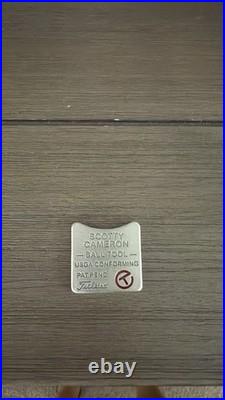 SCOTTY
CAMERON
— BALL TOOL —
USGA CONFORMING
PAT PEND
Titleist
T